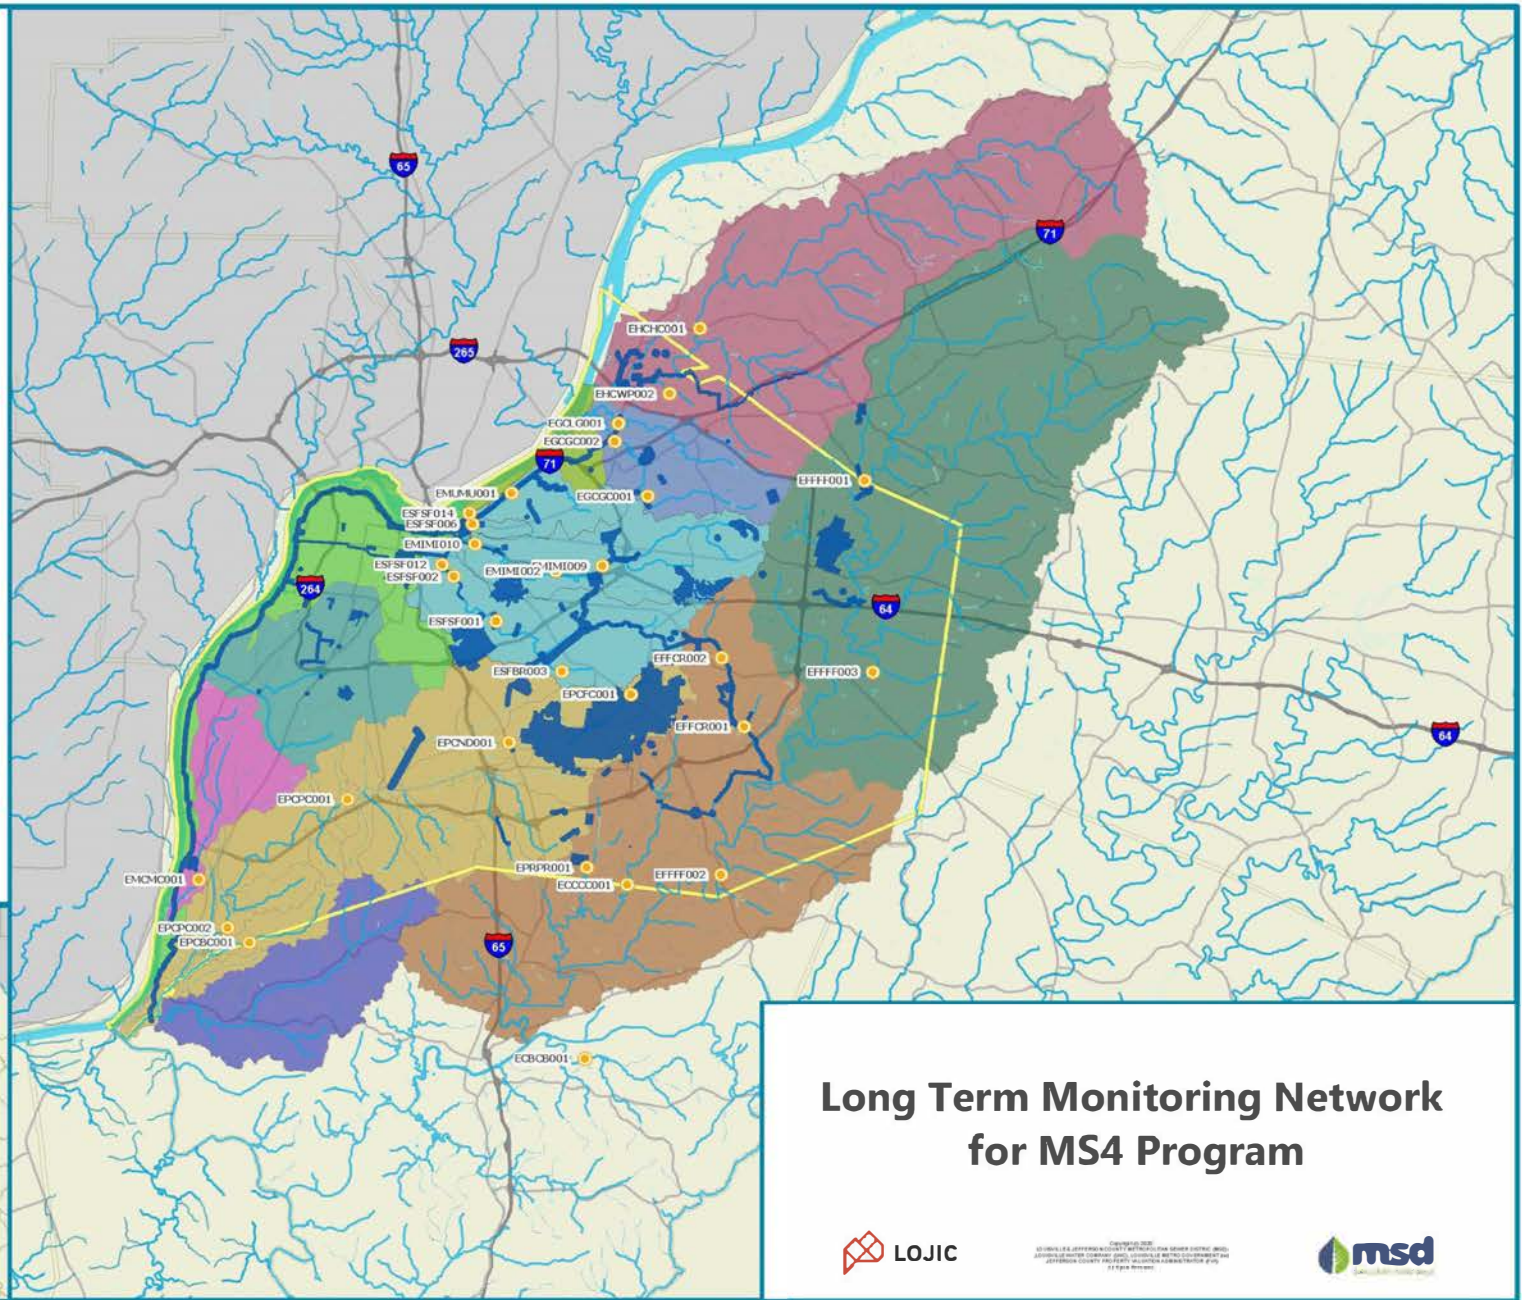 65
71
265
EHCHC001
EHCWP002
EGCLG001
EGCGC002
71
EMUMU001
EGCGC001
EFFFF001
ESFSF014
ESFSF006
EMIMI010
ESFSF012
EMIMI002
MIMI009
ESFSF002
264
64
ESFSF001
EFFCR002
ESFBR003
EFFFF003
EPCFC001
EFFCR001
64
EPCND001
EPCPC001
EPRPR001
EMCMC001
ECCCC001
EFFFF002
EPCPC002
EPCBC001
65
ECBCB001
Long Term Monitoring Network
for MS4 Program
LOJIC
msd